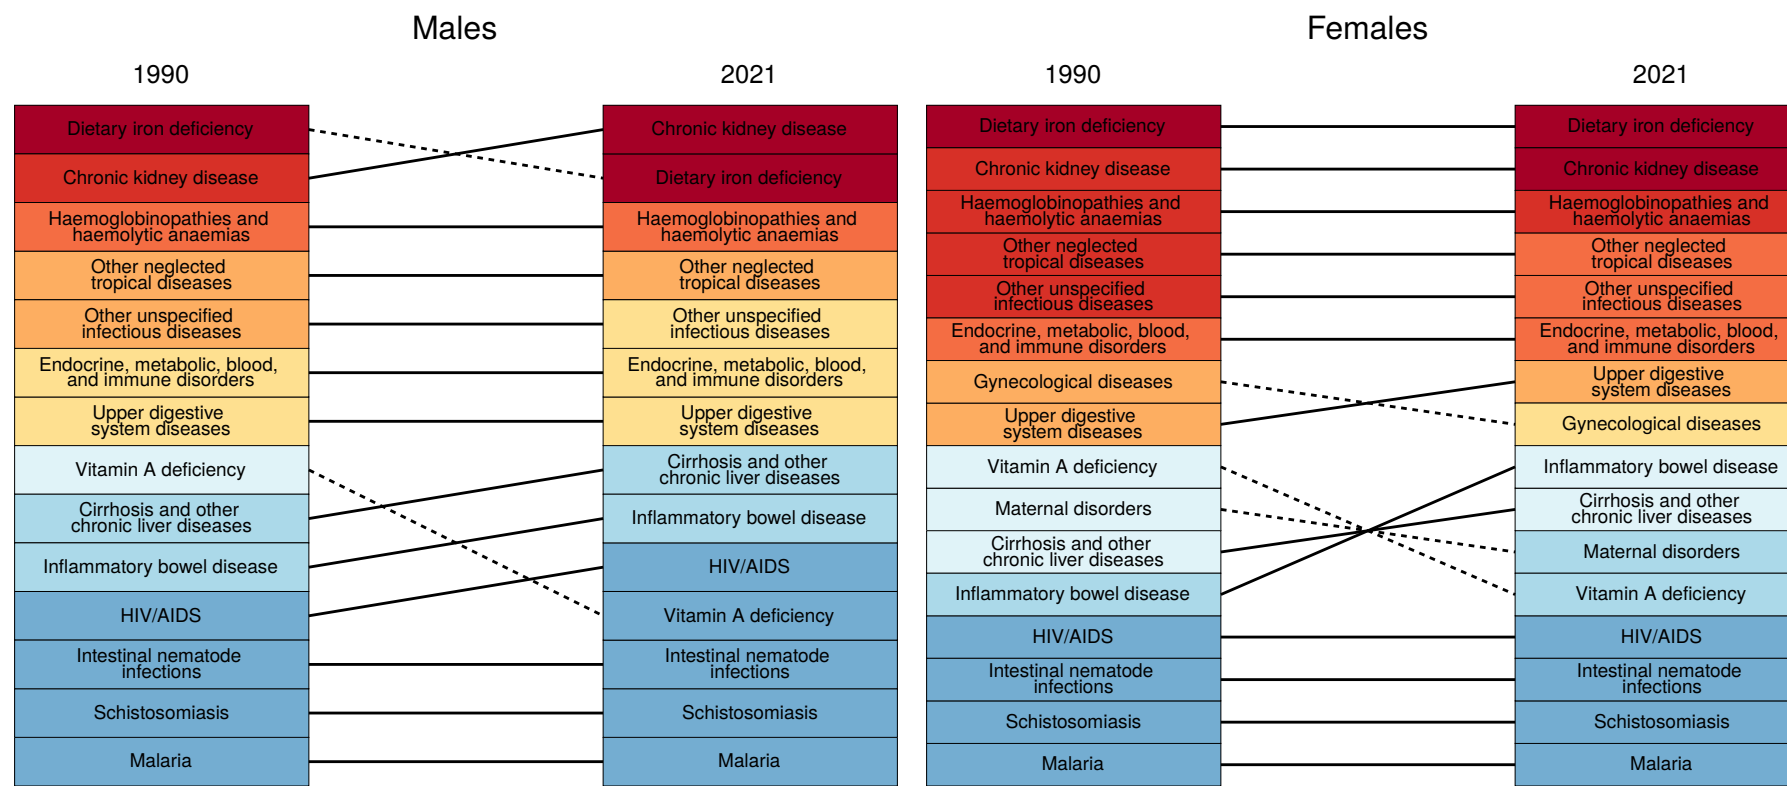 Males
1990
2021
Dietary iron deficiency
Chronic kidney disease
Haemoglobinopathies and
haemolytic anaemias
Other neglected
tropical diseases
Other unspecified
infectious diseases
Endocrine, metabolic, blood,
and immune disorders
Upper digestive
system diseases
Vitamin A deficiency
Cirrhosis and other
chronic liver diseases
Inflammatory bowel disease
HIV/AIDS
Intestinal nematode
infections
Schistosomiasis
Malaria
Chronic kidney disease
Dietary iron deficiency
Haemoglobinopathies and
haemolytic anaemias
Other neglected
tropical diseases
Other unspecified
infectious diseases
Endocrine, metabolic, blood,
and immune disorders
Upper digestive
system diseases
Cirrhosis and other
chronic liver diseases
Inflammatory bowel disease
HIV/AIDS
Vitamin A deficiency
Intestinal nematode
infections
Schistosomiasis
Malaria
Females
1990
2021
Dietary iron deficiency
Chronic kidney disease
Haemoglobinopathies and
haemolytic anaemias
Other neglected
tropical diseases
Other unspecified
infectious diseases
Endocrine, metabolic, blood,
and immune disorders
Gynecological diseases
Upper digestive
system diseases
Vitamin A deficiency
Maternal disorders
Cirrhosis and other
chronic liver diseases
Inflammatory bowel disease
HIV/AIDS
Intestinal nematode
infections
Schistosomiasis
Malaria
Dietary iron deficiency
Chronic kidney disease
Haemoglobinopathies and
haemolytic anaemias
Other neglected
tropical diseases
Other unspecified
infectious diseases
Endocrine, metabolic, blood,
and immune disorders
Upper digestive
system diseases
Gynecological diseases
Inflammatory bowel disease
Cirrhosis and other
chronic liver diseases
Maternal disorders
Vitamin A deficiency
HIV/AIDS
Intestinal nematode
infections
Schistosomiasis
Malaria